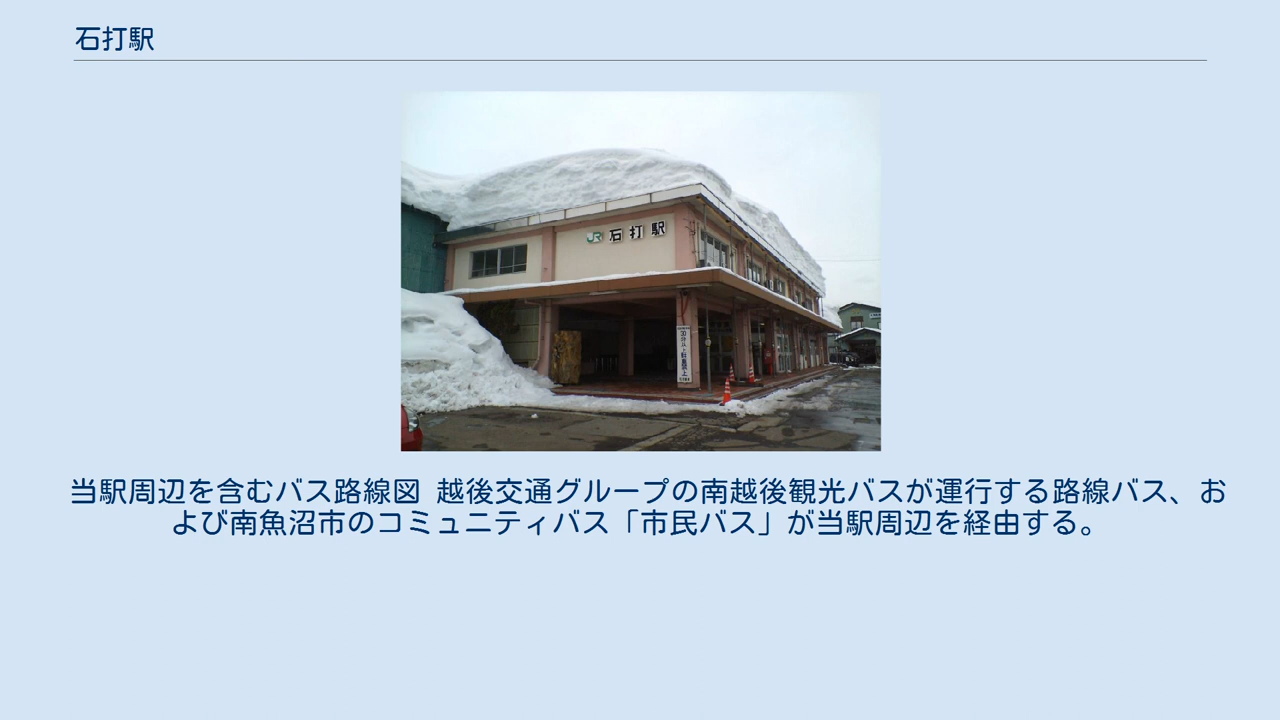 石打駅
JR 石打駅
当駅周辺を含むバス路線図 越後交通グループの南越後観光バスが運行する路線バス、お
よび南魚沼市のコミュニティバス「市民バス」が当駅周辺を経由する。